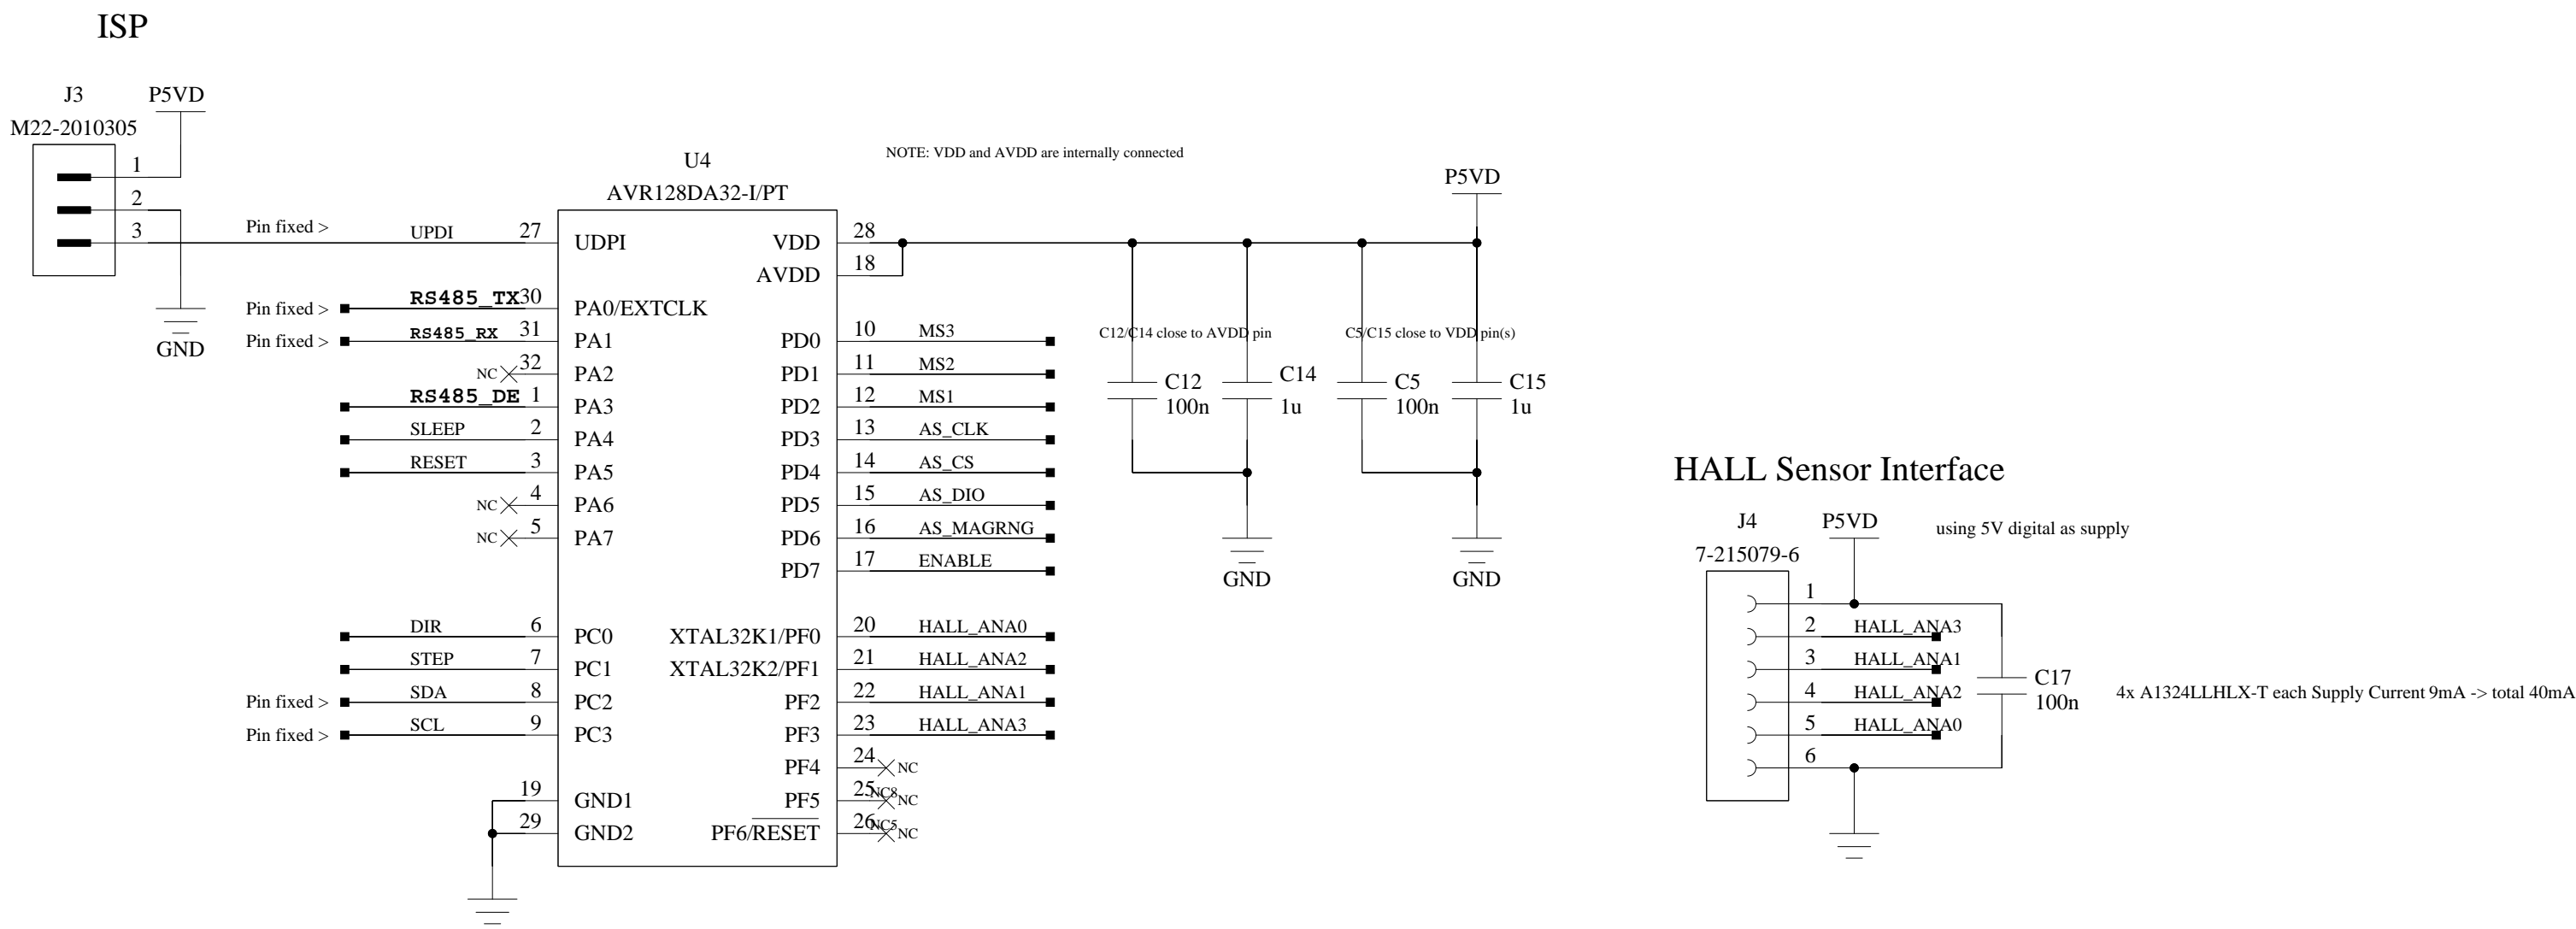 ISP
J3
M22-2010305
P5VD
1
2
3
GND
Pin fixed >
UPDI
27
Pin fixed >
RS485_TX
30
Pin fixed >
RS485_RX
31
NC
32
RS485_DE
1
SLEEP
2
RESET
3
NC
4
NC
5
DIR
6
STEP
7
Pin fixed >
SDA
8
Pin fixed >
SCL
9
19
29
U4
AVR128DA32-I/PT
UDPI
PA0/EXTCLK
PA1
PA2
PA3
PA4
PA5
PA6
PA7
PC0
PC1
PC2
PC3
GND1
GND2
VDD
AVDD
PD0
PD1
PD2
PD3
PD4
PD5
PD6
PD7
XTAL32K1/PF0
XTAL32K2/PF1
PF2
PF3
PF4
PF5
PF6/RESET
NOTE: VDD and AVDD are internally connected
28
18
10
MS3
11
MS2
12
MS1
13
AS_CLK
14
AS_CS
15
AS_DIO
16
AS_MAGRNG
17
ENABLE
20
HALL_ANA0
21
HALL_ANA2
22
HALL_ANA1
23
HALL_ANA3
24
NC
25
NC8
NC
26
NC5
NC
P5VD
C12/C14 close to AVDD pin
C5/C15 close to VDD pin(s)
C12
100n
C14
1u
C5
100n
C15
1u
GND
GND
HALL Sensor Interface
J4
7-215079-6
P5VD
using 5V digital as supply
1
2
HALL_ANA3
3
HALL_ANA1
4
HALL_ANA2
5
HALL_ANA0
6
C17
100n
4x A1324LLHLX-T each Supply Current 9mA -> total 40mA